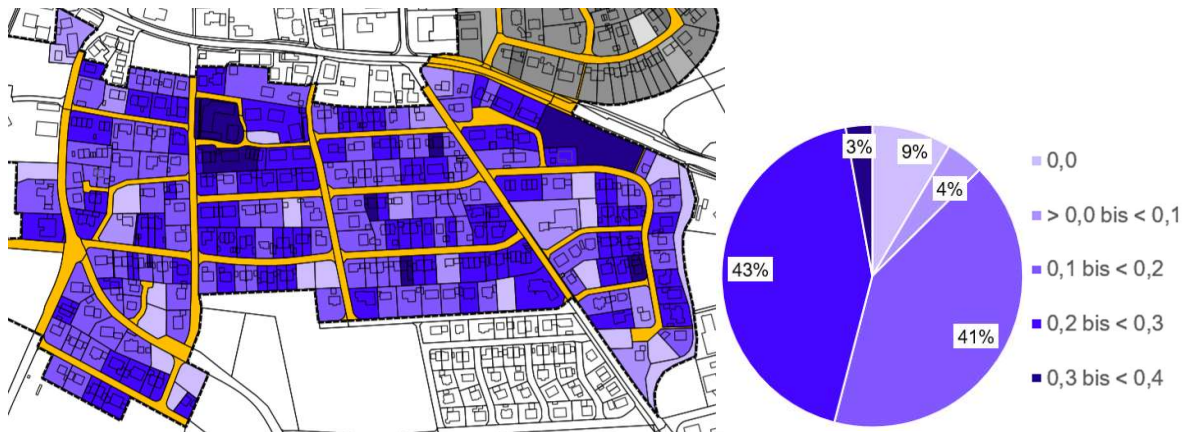 3%
9%
4%
43%
41%
0,0
> 0,0 bis < 0,1
0,1 bis < 0,2
0,2 bis < 0,3
0,3 bis < 0,4